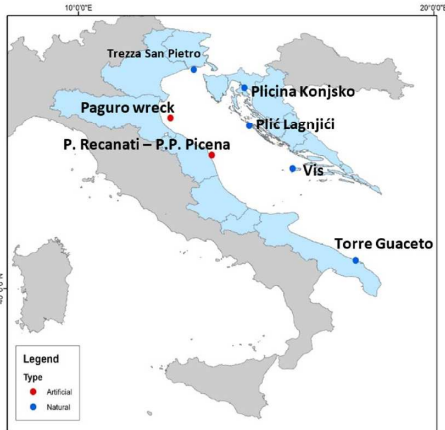 10°0'0"E
20°0'0"E
Trezza San Pietro
Plicina Konjsko
Paguro wreck
Plić Lagnjići
P. Recanati – P.P. Picena
Vis
Torre Guaceto
Legend
Type
Artificial
Natural